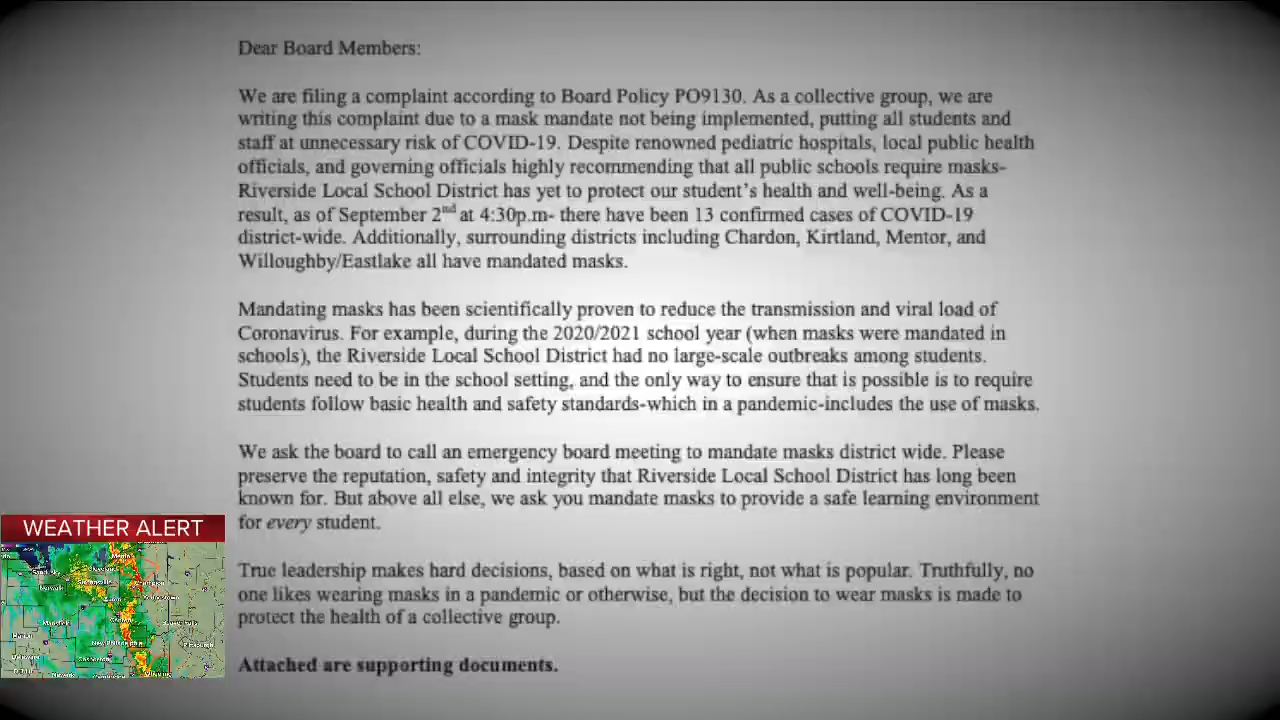 Dear Board Members:
We are filing a complaint according to Board Policy PO9130. As a collective group, we are
writing this complaint due to a mask mandate not being implemented, putting all students and
staff at unnecessary risk of COVID-19. Despite renowned pediatric hospitals, local public health
officials, and governing officials highly recommending that all public schools require masks-
Riverside Local School District has yet to protect our student's health and well-being. As a
result, as of September 2nd at 4:30p.m- there have been 13 confirmed cases of COVID-19
district-wide. Additionally, surrounding districts including Chardon, Kirtland, Mentor, and
Willoughby/Eastlake all have mandated masks.
Mandating masks has been scientifically proven to reduce the transmission and viral load of
Coronavirus. For example, during the 2020/2021 school year (when masks were mandated in
schools), the Riverside Local School District had no large-scale outbreaks among students.
Students need to be in the school setting, and the only way to ensure that is possible is to require
students follow basic health and safety standards-which in a pandemic-includes the use of masks.
We ask the board to call an emergency board meeting to mandate masks district wide. Please
preserve the reputation, safety and integrity that Riverside Local School District has long been
known for. But above all else, we ask you mandate masks to provide a safe learning environment
for every student.
True leadership makes hard decisions, based on what is right, not what is popular. Truthfully, no
one likes wearing masks in a pandemic or otherwise, but the decision to wear masks is made to
protect the health of a collective group.
Attached are supporting documents.
WEATHER ALERT
Mentor
Cleveland
Sandusky
Norwalk
Akron
Mansfield
Canton
New Philadelphia
Coshocton
Pittsburgh
Newark